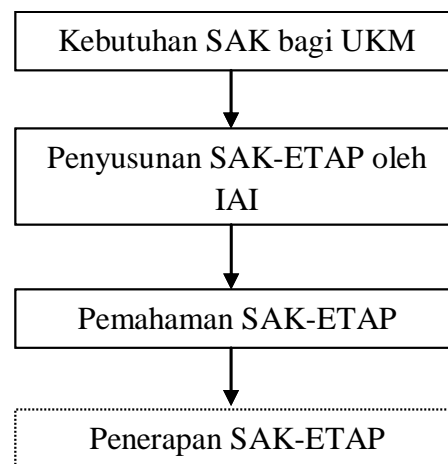 Kebutuhan SAK bagi UKM
Penyusunan SAK-ETAP oleh
IAI
Pemahaman SAK-ETAP
Penerapan SAK-ETAP